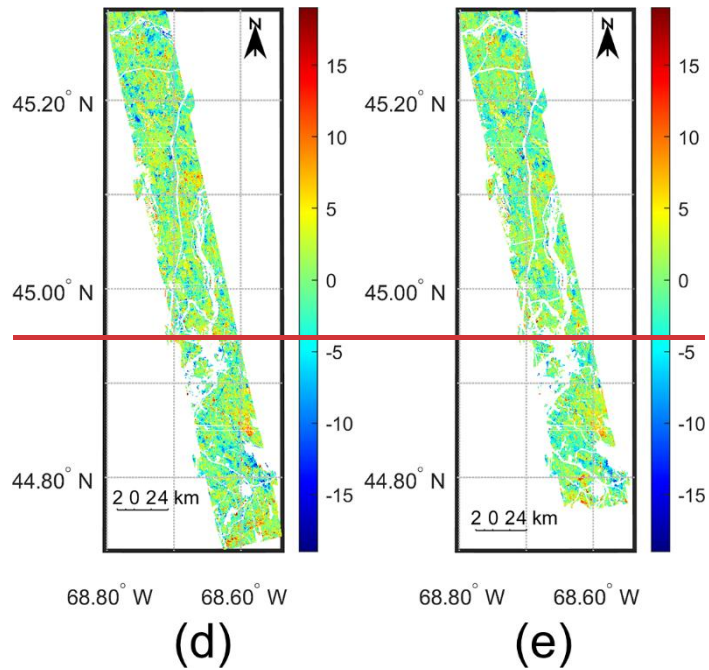 N N
15 15
45.20° N 45.20° N
10 10
5 5
0 0
45.00° N 45.00° N
-5 -5
-10 -10
44.80° N 44.80° N
-15 -15
2 0 24 km 2 0 24 km
68.80° W 68.60° W 68.80° W 68.60° W
(d) (e)